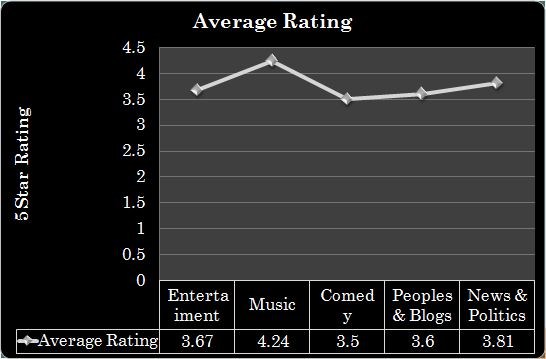 Average Rating
5Star Rating
4.5
4
3.5
3
2.5
2
1.5
1
0.5
0
Enterta
iment
Music
Comed
y
Peoples
& Blogs
News &
Politics
Average Rating 3.67 4.24 3.5 3.6 3.81